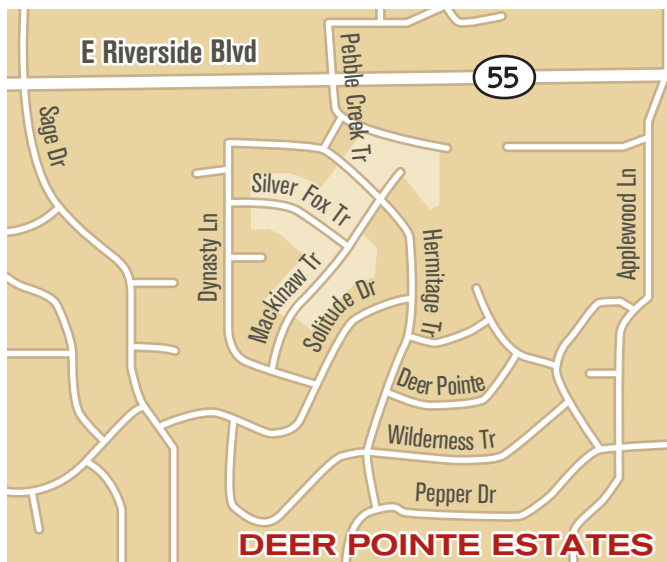 E Riverside Blvd
55
Pebble Creek Tr
Sage Dr
Silver Fox Tr
Dynasty Ln
Applewood Ln
Hermitage Tr
Mackinaw Tr
Solitude Dr
Deer Pointe
Wilderness Tr
Pepper Dr
DEER POINTE ESTATES